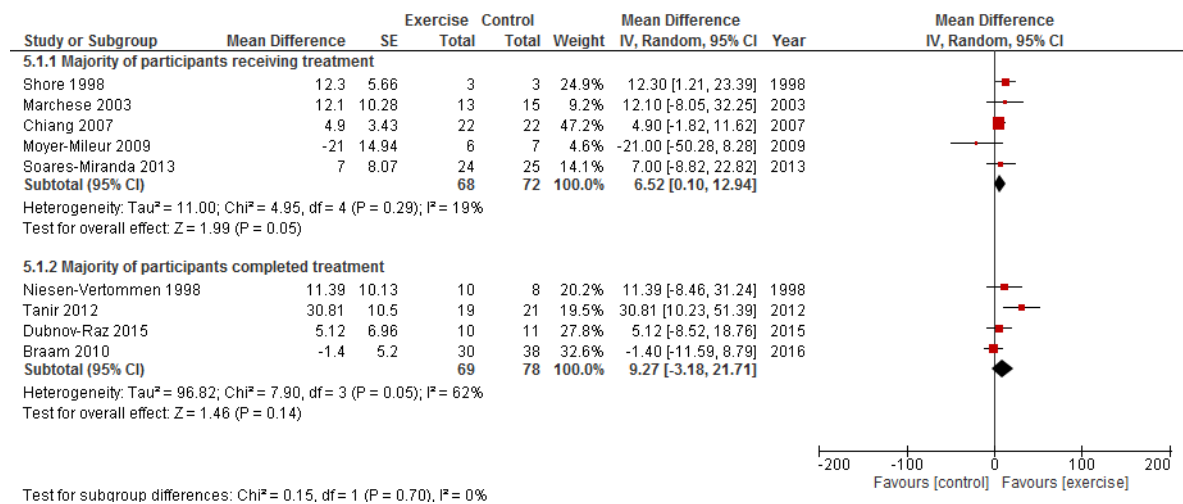 Exercise Control Mean Difference Mean Difference
Study or Subgroup Mean Difference SE Total Total Weight IV, Random, 95% CI Year IV, Random, 95% CI
5.1.1 Majority of participants receiving treatment
Shore 1998 12.3 5.66 3 3 24.9% 12.30 [1.21, 23.39] 1998
Marchese 2003 12.1 10.28 13 15 9.2% 12.10 [-8.05, 32.25] 2003
Chiang 2007 4.9 3.43 22 22 47.2% 4.90 [-1.82, 11.62] 2007
Moyer-Mileur 2009 -21 14.94 6 7 4.6% -21.00 [-50.28, 8.28] 2009
Soares-Miranda 2013 7 8.07 24 25 14.1% 7.00 [-8.82, 22.82] 2013
Subtotal (95% CI) 68 72 100.0% 6.52 [0.10, 12.94]
Heterogeneity: Tau² = 11.00; Chi² = 4.95, df = 4 (P = 0.29); I² = 19%
Test for overall effect: Z = 1.99 (P = 0.05)
5.1.2 Majority of participants completed treatment
Niesen-Vertommen 1998 11.39 10.13 10 8 20.2% 11.39 [-8.46, 31.24] 1998
Tanir 2012 30.81 10.5 19 21 19.5% 30.81 [10.23, 51.39] 2012
Dubnov-Raz 2015 5.12 6.96 10 11 27.8% 5.12 [-8.52, 18.76] 2015
Braam 2010 -1.4 5.2 30 38 32.6% -1.40 [-11.59, 8.79] 2016
Subtotal (95% CI) 69 78 100.0% 9.27 [-3.18, 21.71]
Heterogeneity: Tau² = 96.82; Chi² = 7.90, df = 3 (P = 0.05); I² = 62%
Test for overall effect: Z = 1.46 (P = 0.14)
-200 -100 0 100 200
Favours [control] Favours [exercise]
Test for subgroup differences: Chi² = 0.15, df = 1 (P = 0.70), I² = 0%